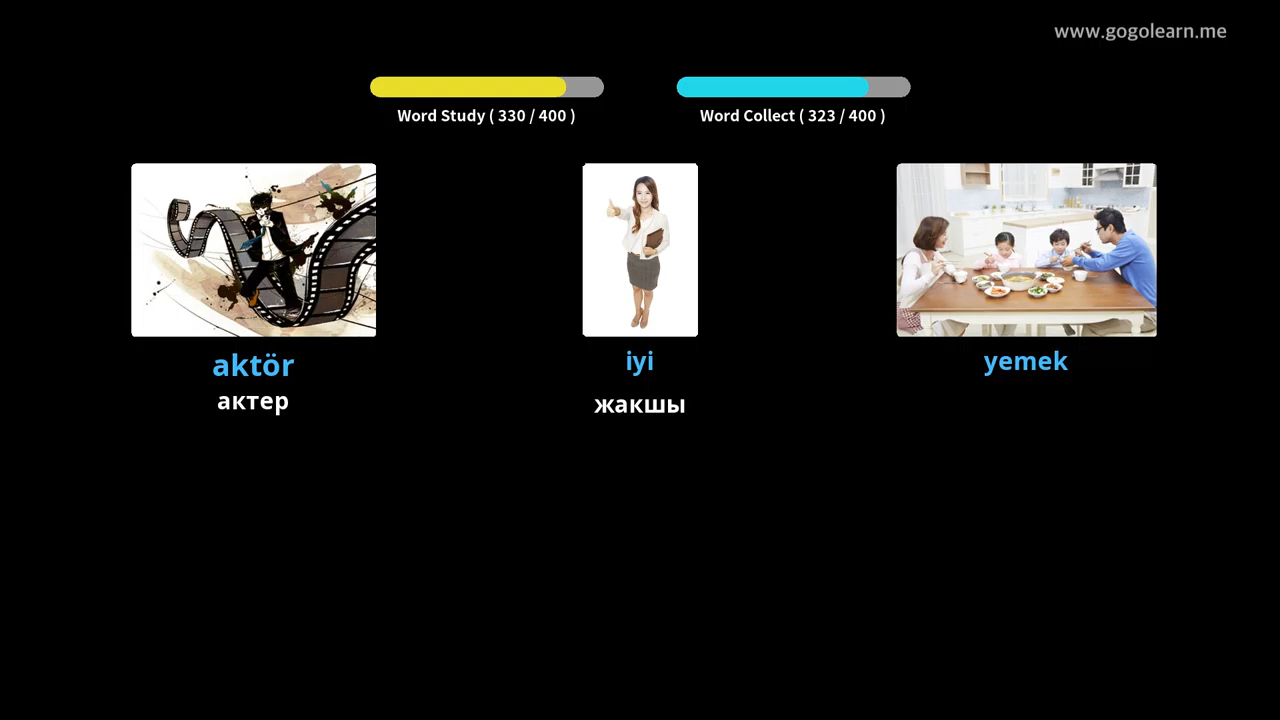 www.gogolearn.me
Word Study ( 330 / 400 )
Word Collect ( 323 / 400 )
aktör
актер
iyi
жакшы
yemek